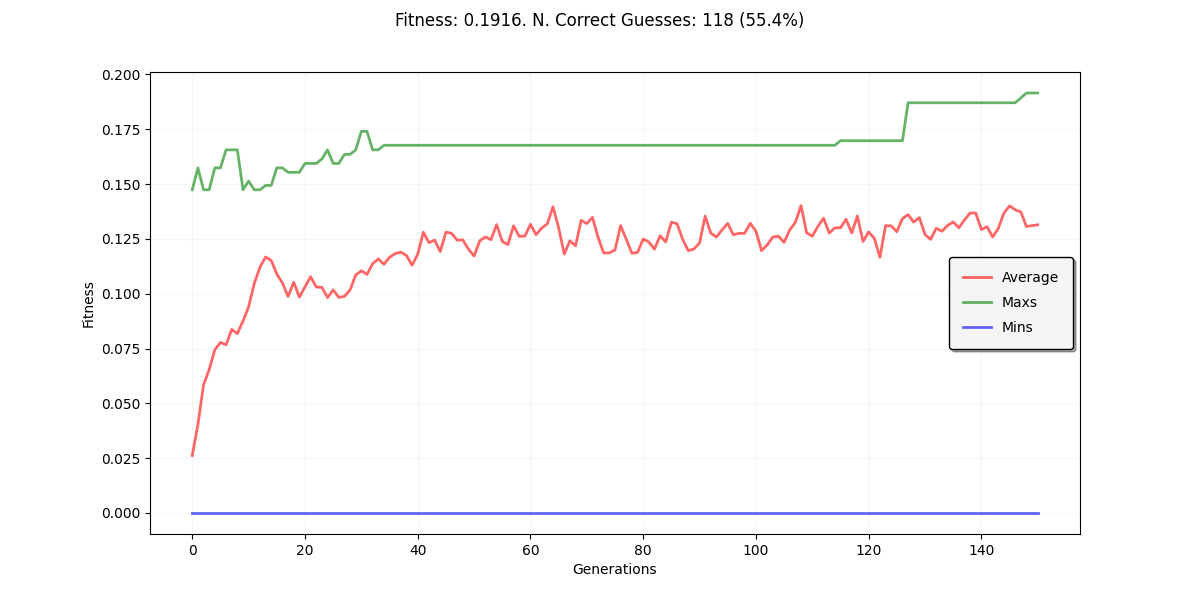 Fitness: 0.1916. N. Correct Guesses: 118 (55.4%)
0.200
0.175
0.150
0.125
0.100
0.075
0.050
0.025
0.000
Fitness
Average
Maxs
Mins
0 20 40 60 80 100 120 140
Generations